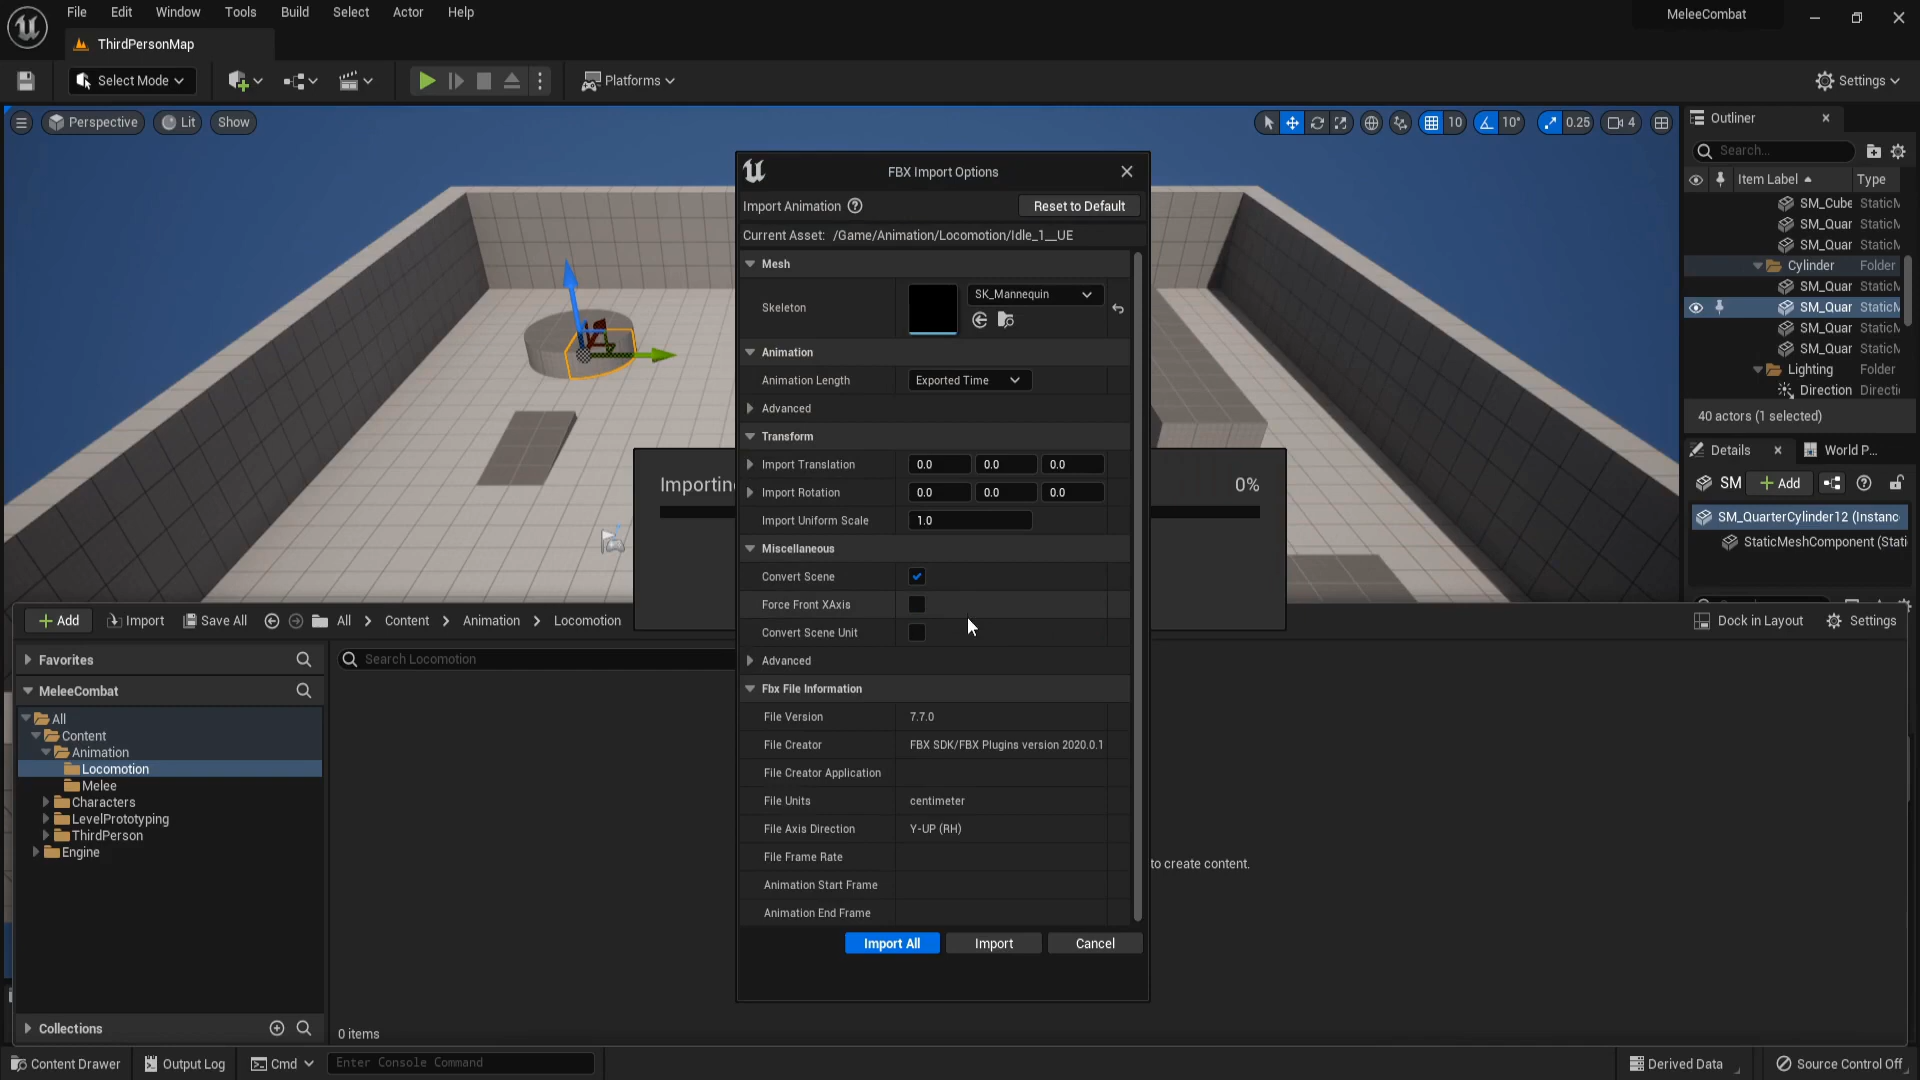 File Edit Window Tools Build Select Actor Help
MeleeCombat
ThirdPersonMap
Select Mode
Platforms
Settings
Perspective Lit Show
10 10° 0.25 4
Outliner
Search...
Item Label Type
SM_Cube StaticM
SM_Quar StaticM
SM_Quar StaticM
Cylinder Folder
SM_Quar StaticM
SM_Quar StaticM
SM_Quar StaticM
SM_Quar StaticM
Lighting Folder
Direction Directi
40 actors (1 selected)
Details World P...
SM Add
SM_QuarterCylinder12 (Instanc
StaticMeshComponent (Stati
FBX Import Options
Import Animation Reset to Default
Current Asset: /Game/Animation/Locomotion/Idle_1__UE
Mesh
Skeleton SK_Mannequin
Animation
Animation Length Exported Time
Advanced
Transform
Import Translation 0.0 0.0 0.0
Import Rotation 0.0 0.0 0.0
Import Uniform Scale 1.0
Miscellaneous
Convert Scene
Force Front XAxis
Convert Scene Unit
Advanced
Fbx File Information
File Version 7.7.0
File Creator FBX SDK/FBX Plugins version 2020.0.1
File Creator Application
File Units centimeter
File Axis Direction Y-UP (RH)
File Frame Rate
Animation Start Frame
Animation End Frame
Import All Import Cancel
Importin 0%
Add Import Save All All Content Animation Locomotion
Dock in Layout Settings
Favorites
Search Locomotion
MeleeCombat
All
Content
Animation
Locomotion
Melee
Characters
LevelPrototyping
ThirdPerson
Engine
to create content.
Collections
0 items
Content Drawer Output Log Cmd Enter Console Command
Derived Data Source Control Off